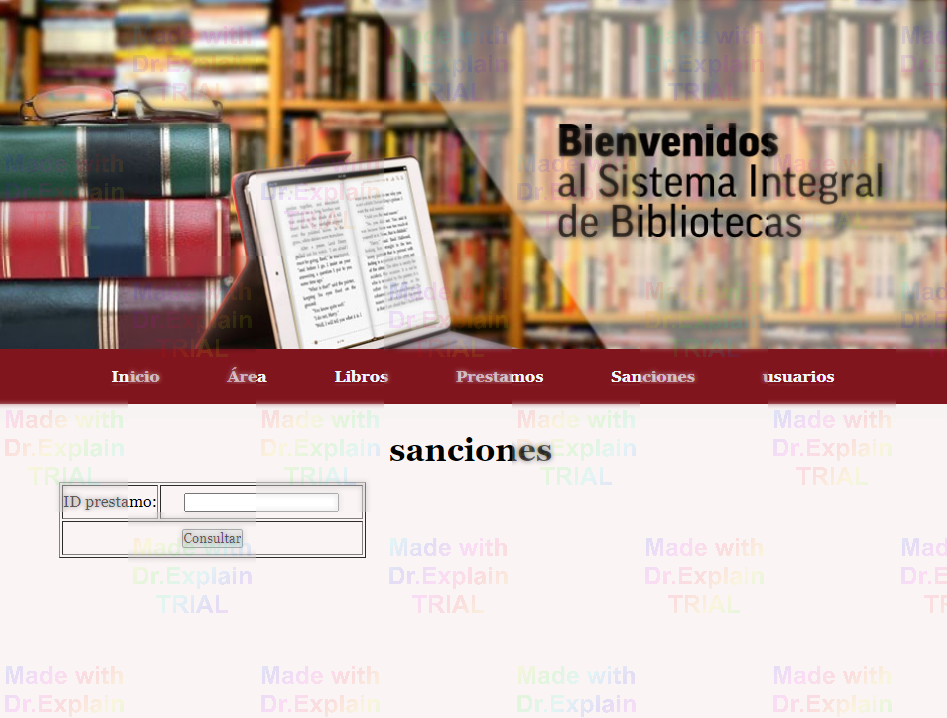 Bienvenidos
al Sistema Integral
de Bibliotecas
Inicio Área Libros Prestamos Sanciones usuarios
sanciones
ID prestamo:
Consultar
Made with
Dr.Explain
TRIAL